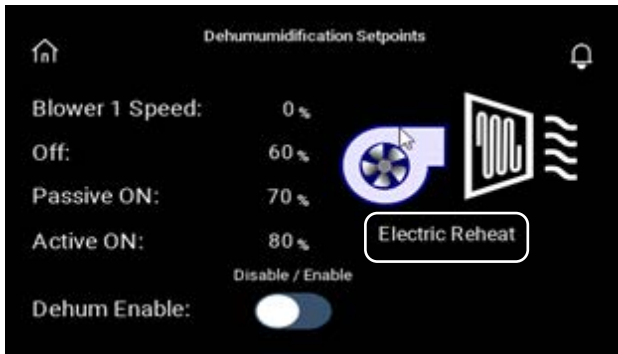 Dehumumidification Setpoints
Blower 1 Speed: 0 %
Off: 60 %
Passive ON: 70 %
Active ON: 80 %
Electric Reheat
Disable / Enable
Dehum Enable: